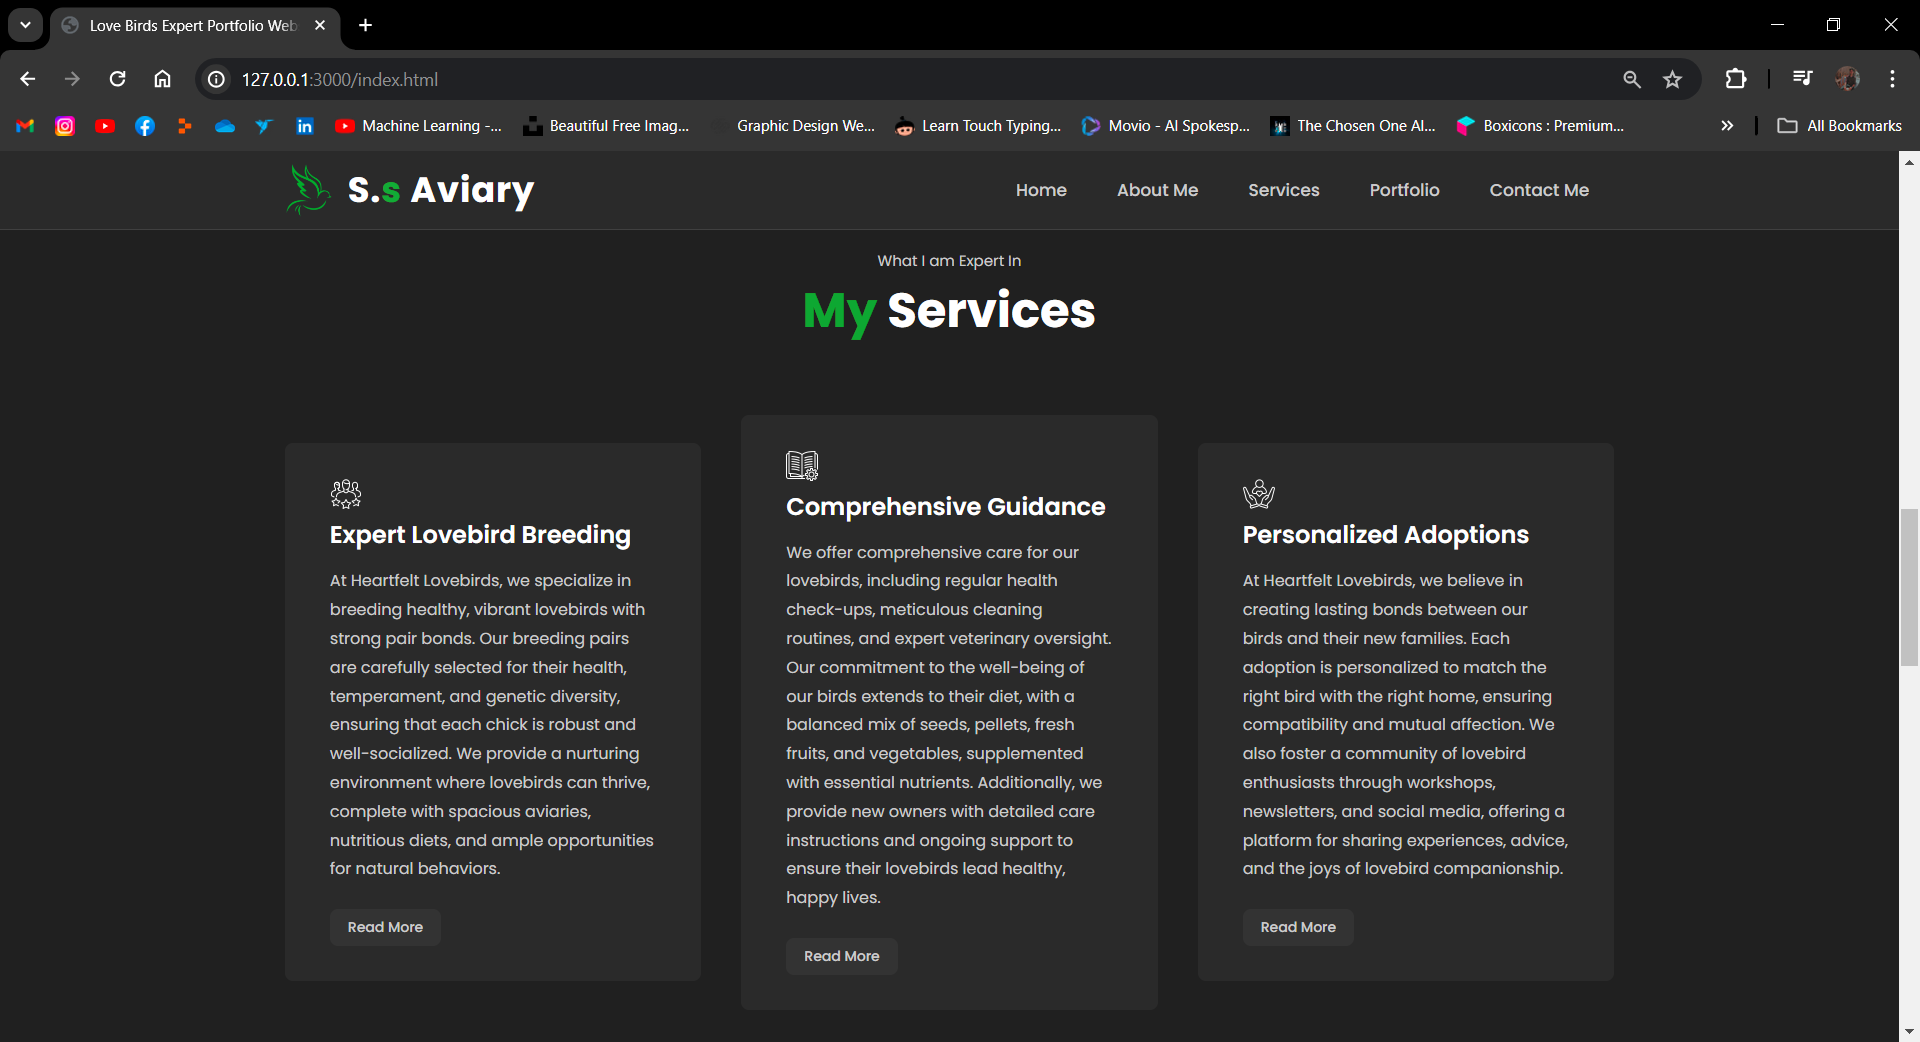 Love Birds Expert Portfolio Web
127.0.0.1:3000/index.html
Machine Learning -...
Beautiful Free Imag...
Graphic Design We...
Learn Touch Typing...
Movio - AI Spokesp...
The Chosen One AI...
Boxicons : Premium...
All Bookmarks
S.s Aviary
Home
About Me
Services
Portfolio
Contact Me
What I am Expert In
My Services
Expert Lovebird Breeding
At Heartfelt Lovebirds, we specialize in
breeding healthy, vibrant lovebirds with
strong pair bonds. Our breeding pairs
are carefully selected for their health,
temperament, and genetic diversity,
ensuring that each chick is robust and
well-socialized. We provide a nurturing
environment where lovebirds can thrive,
complete with spacious aviaries,
nutritious diets, and ample opportunities
for natural behaviors.
Read More
Comprehensive Guidance
We offer comprehensive care for our
lovebirds, including regular health
check-ups, meticulous cleaning
routines, and expert veterinary oversight.
Our commitment to the well-being of
our birds extends to their diet, with a
balanced mix of seeds, pellets, fresh
fruits, and vegetables, supplemented
with essential nutrients. Additionally, we
provide new owners with detailed care
instructions and ongoing support to
ensure their lovebirds lead healthy,
happy lives.
Read More
Personalized Adoptions
At Heartfelt Lovebirds, we believe in
creating lasting bonds between our
birds and their new families. Each
adoption is personalized to match the
right bird with the right home, ensuring
compatibility and mutual affection. We
also foster a community of lovebird
enthusiasts through workshops,
newsletters, and social media, offering a
platform for sharing experiences, advice,
and the joys of lovebird companionship.
Read More